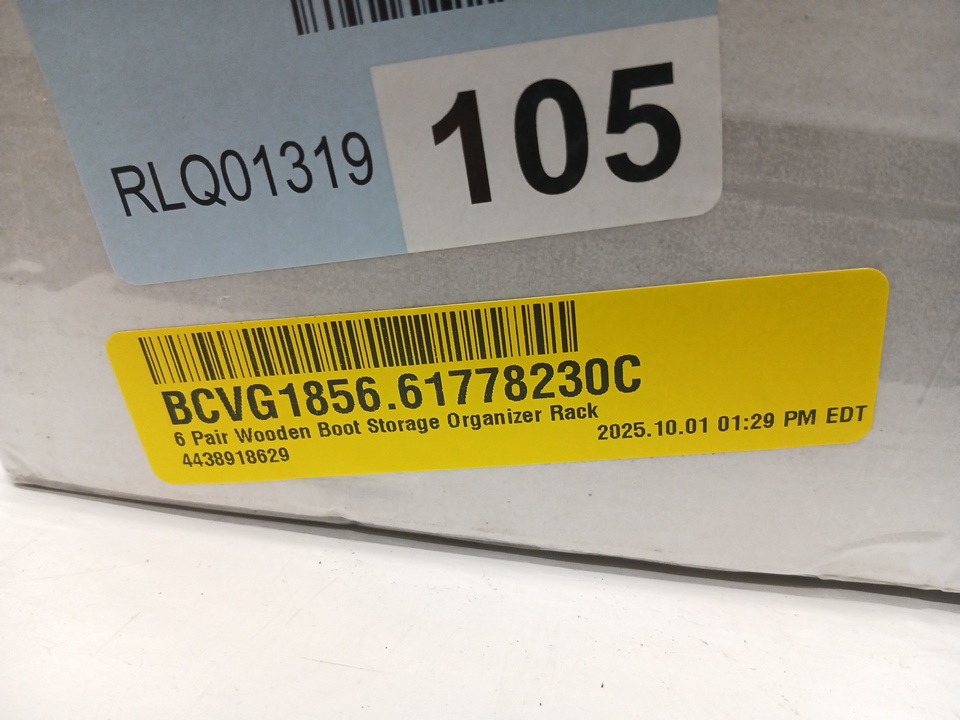 RLQ01319
105
BCVG1856.61778230C
6 Pair Wooden Boot Storage Organizer Rack
4438918629
2025.10.01 01:29 PM EDT